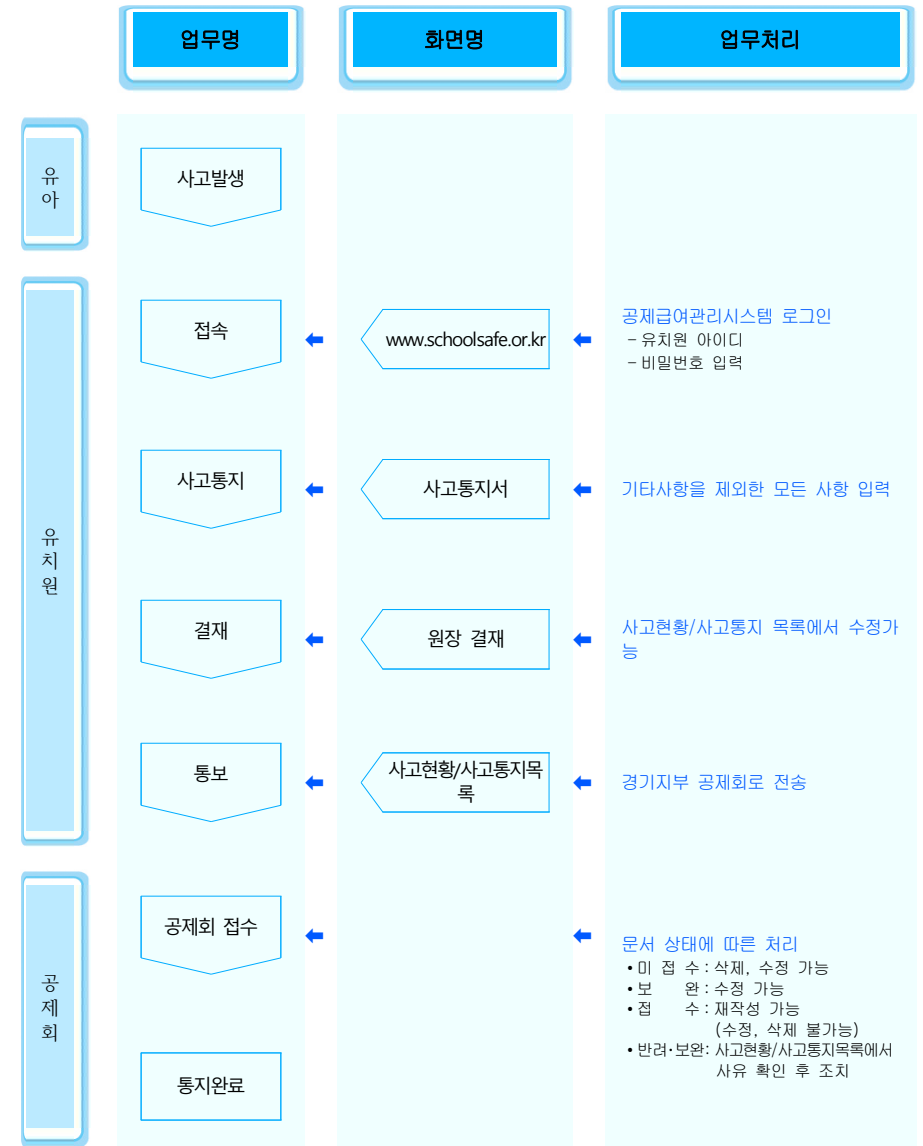 업무명
화면명
업무처리
유
아
사고발생
유
치
원
접속
www.schoolsafe.or.kr
공제급여관리시스템 로그인
- 유치원 아이디
- 비밀번호 입력
사고통지
사고통지서
기타사항을 제외한 모든 사항 입력
결재
원장 결재
사고현황/사고통지 목록에서 수정가
능
통보
사고현황/사고통지목
록
경기지부 공제회로 전송
공
제
회
공제회 접수
문서 상태에 따른 처리
• 미 접 수 : 삭제, 수정 가능
• 보 완 : 수정 가능
• 접 수 : 재작성 가능
(수정, 삭제 불가능)
• 반려·보완: 사고현황/사고통지목록에서
사유 확인 후 조치
통지완료